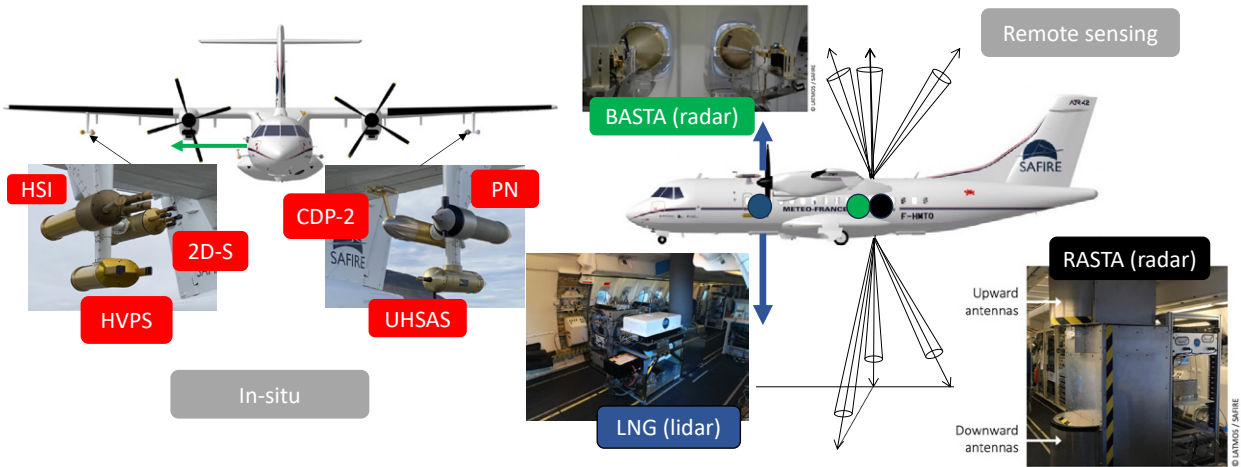 HSI
2D-S
HVPS
CDP-2
PN
UHSAS
SAFIRE
In-situ
© LATMOS / SAFIRE
BASTA (radar)
Remote sensing
ATR42
SAFIRE
METEO-FRANCE
F-HMTO
LNG (lidar)
RASTA (radar)
Upward
antennas
Downward
antennas
© LATMOS / SAFIRE